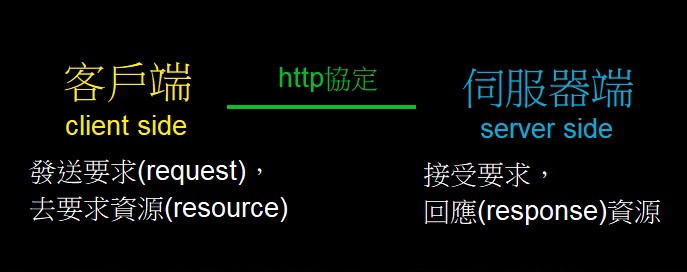 客戶端
client side
發送要求(request)，
去要求資源(resource)
http協定
伺服器端
server side
接受要求，
回應(response)資源